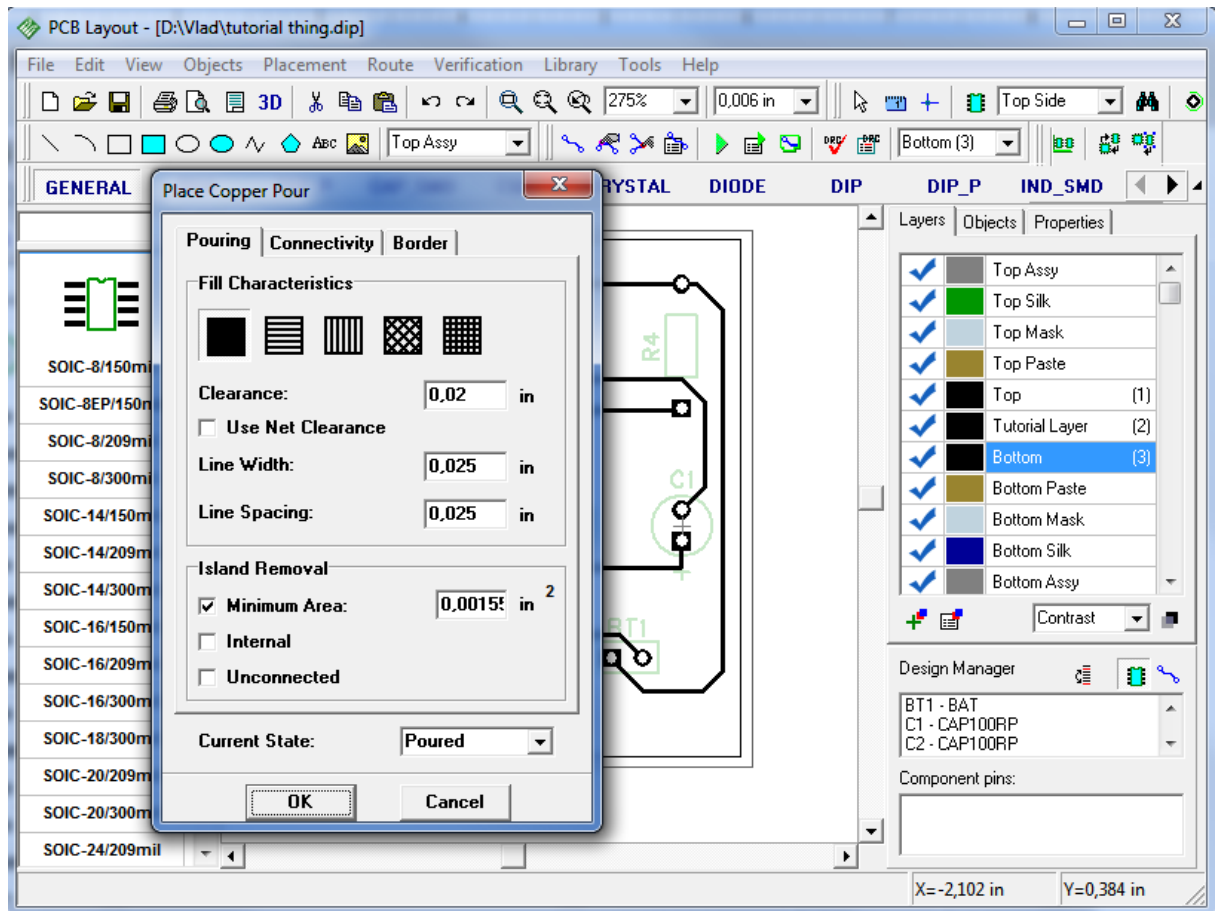 PCB Layout - [D:\Vlad\tutorial thing.dip]
File Edit View Objects Placement Route Verification Library Tools Help
3D 275% 0,006 in Top Side
ABC Top Assy DRC DRC Bottom (3)
GENERAL RYSTAL DIODE DIP DIP_P IND_SMD
Place Copper Pour
Pouring Connectivity Border
Fill Characteristics
Clearance: 0,02 in
Use Net Clearance
Line Width: 0,025 in
Line Spacing: 0,025 in
Island Removal
Minimum Area: 0,00155 in 2
Internal
Unconnected
Current State: Poured
OK Cancel
SOIC-8/150mi
SOIC-8EP/150n
SOIC-8/209mi
SOIC-8/300mi
SOIC-14/150m
SOIC-14/209m
SOIC-14/300m
SOIC-16/150m
SOIC-16/209m
SOIC-16/300m
SOIC-18/300m
SOIC-20/209m
SOIC-20/300m
SOIC-24/209mil
R4
C1
+
BT1
Layers Objects Properties
Top Assy
Top Silk
Top Mask
Top Paste
Top (1)
Tutorial Layer (2)
Bottom (3)
Bottom Paste
Bottom Mask
Bottom Silk
Bottom Assy
Contrast
Design Manager
BT1 - BAT
C1 - CAP100RP
C2 - CAP100RP
Component pins:
X=-2,102 in Y=0,384 in